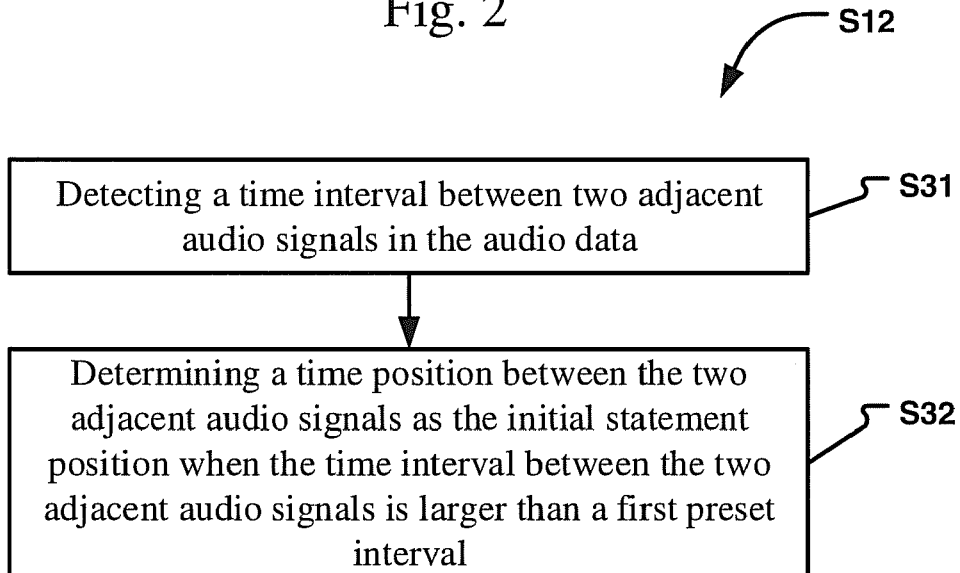 Fig. 2
S12
Detecting a time interval between two adjacent
audio signals in the audio data
S31
Determining a time position between the two
adjacent audio signals as the initial statement
position when the time interval between the two
adjacent audio signals is larger than a first preset
interval
S32